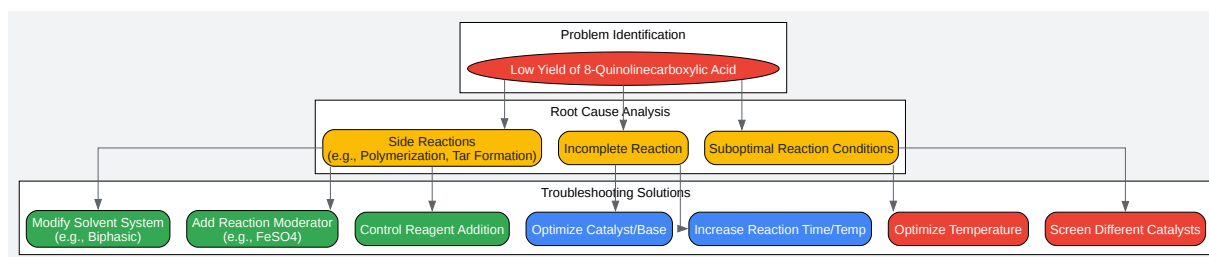 Problem Identification
Low Yield of 8-Quinolinecarboxylic Acid
Root Cause Analysis
Side Reactions
(e.g., Polymerization, Tar Formation)
Incomplete Reaction
Suboptimal Reaction Conditions
Troubleshooting Solutions
Modify Solvent System
(e.g., Biphasic)
Add Reaction Moderator
(e.g., FeSO4)
Control Reagent Addition
Optimize Catalyst/Base
Increase Reaction Time/Temp
Optimize Temperature
Screen Different Catalysts